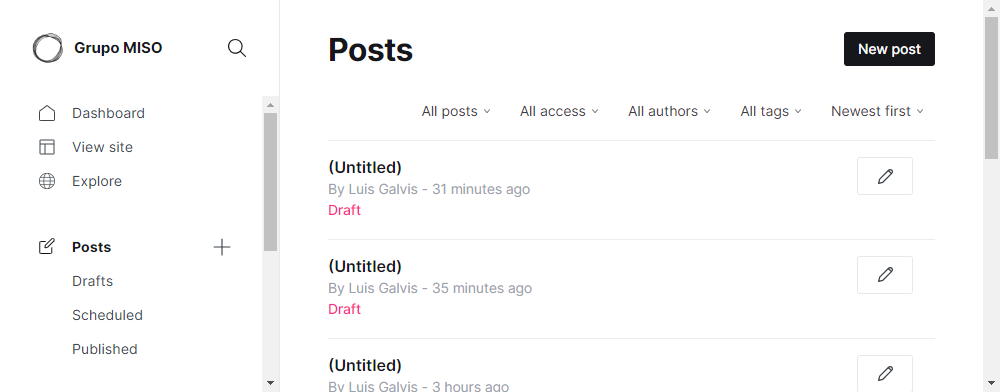 Grupo MISO
Dashboard
View site
Explore
Posts
Drafts
Scheduled
Published
Posts
New post
All posts
All access
All authors
All tags
Newest first
(Untitled)
By Luis Galvis - 31 minutes ago
Draft
(Untitled)
By Luis Galvis - 35 minutes ago
Draft
(Untitled)
By Luis Galvis - 3 hours ago